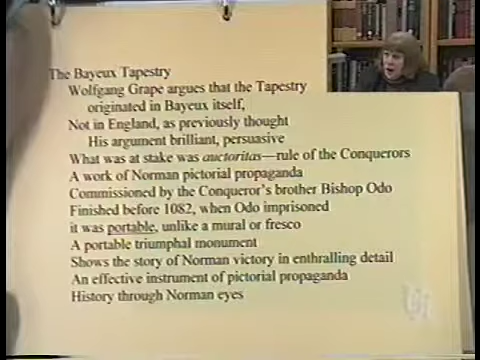 The Bayeux Tapestry
Wolfgang Grape argues that the Tapestry
originated in Bayeux itself,
Not in England, as previously thought
His argument brilliant, persuasive
What was at stake was auctoritas—rule of the Conquerors
A work of Norman pictorial propaganda
Commissioned by the Conqueror's brother Bishop Odo
Finished before 1082, when Odo imprisoned
it was portable, unlike a mural or fresco
A portable triumphal monument
Shows the story of Norman victory in enthralling detail
An effective instrument of pictorial propaganda
History through Norman eyes